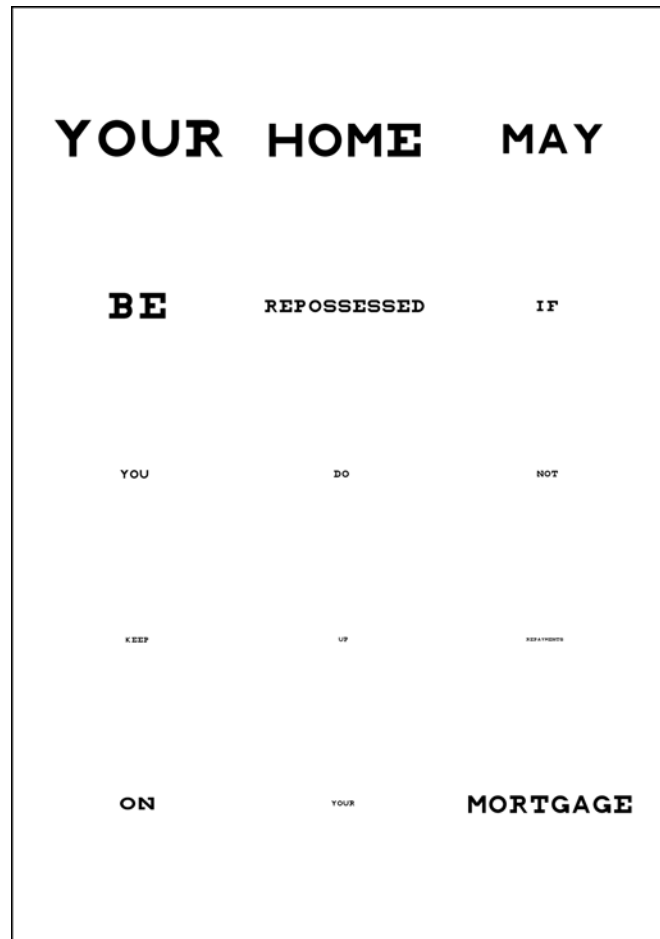 YOUR HOME MAY
BE REPOSSESSED IF
YOU DO NOT
KEEP UP REPAYMENTS
ON YOUR MORTGAGE